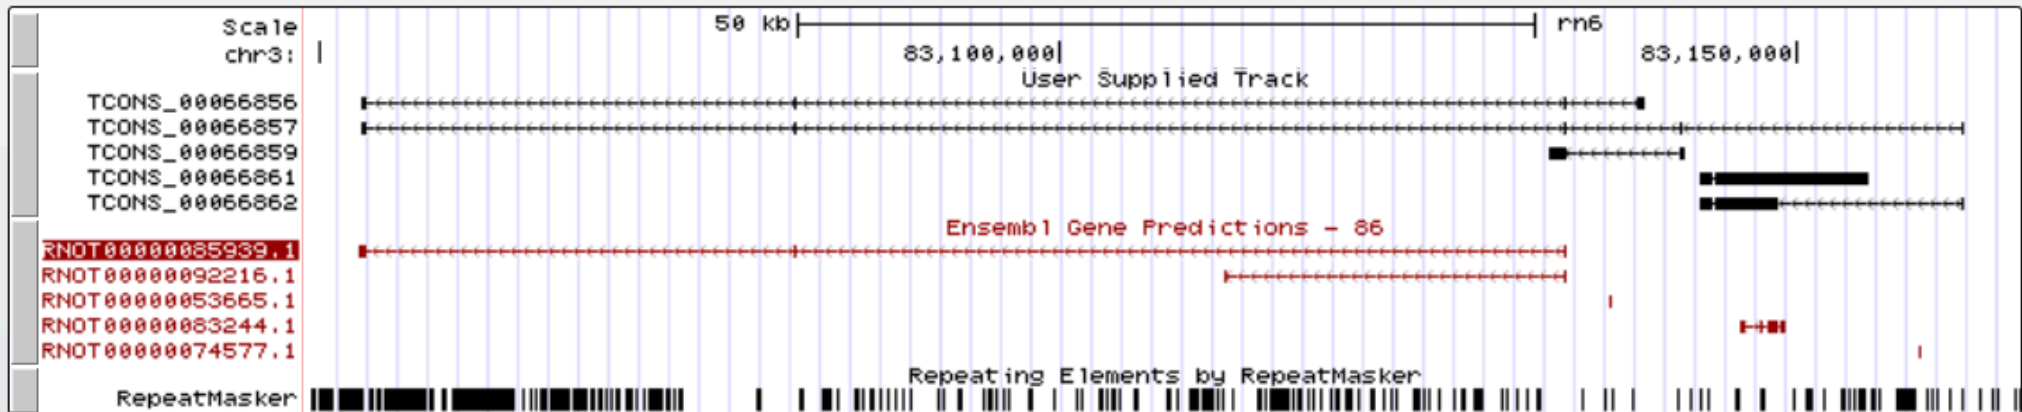 Scale 50 kb rn6
chr3: 83,100,000 83,150,000
User Supplied Track
TCONS_00066856
TCONS_00066857
TCONS_00066859
TCONS_00066861
TCONS_00066862
Ensembl Gene Predictions - 86
RNOT00000085939.1
RNOT00000092216.1
RNOT00000053665.1
RNOT00000083244.1
RNOT00000074577.1
Repeating Elements by RepeatMasker
RepeatMasker